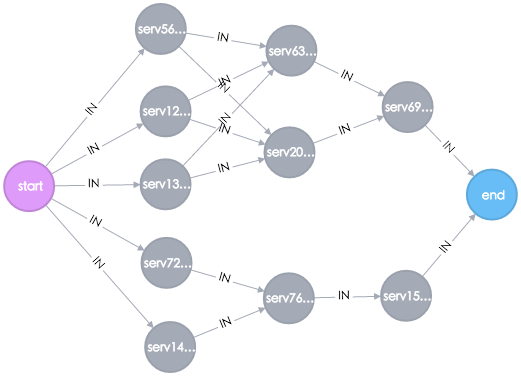 serv56...
IN
serv63...
IN
IN
IN
IN
serv12...
serv69...
IN
IN
IN
IN
IN
serv20...
IN
start
IN
serv13...
IN
end
IN
serv72...
IN
IN
IN
serv76...
IN
serv15...
serv14...
IN